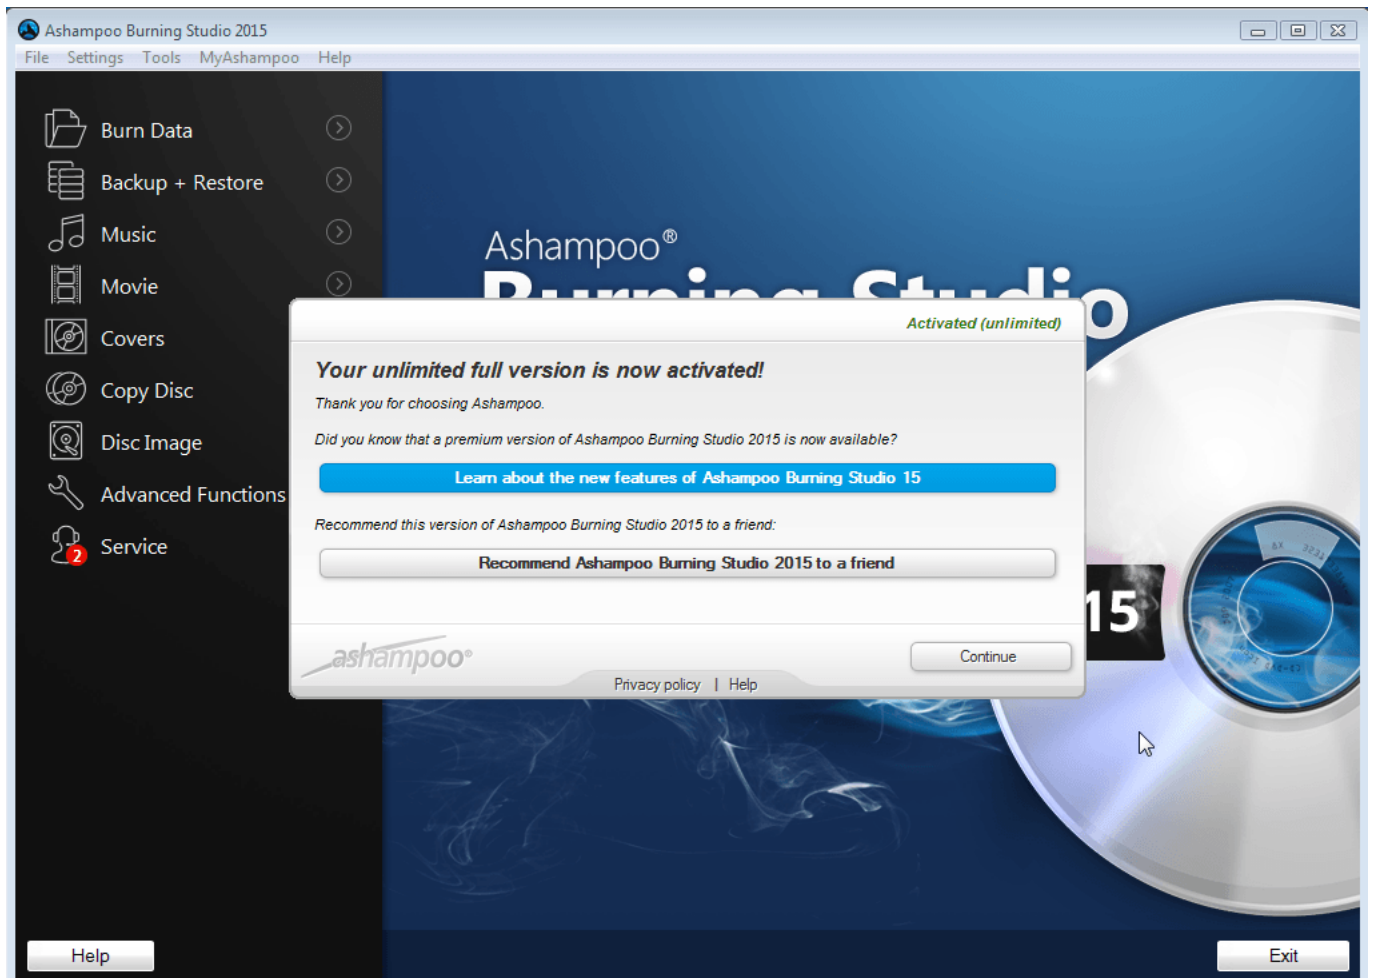 Ashampoo Burning Studio 2015
File Settings Tools MyAshampoo Help
Burn Data
Backup + Restore
Music
Movie
Covers
Copy Disc
Disc Image
Advanced Functions
Service
2
Ashampoo®
Burning Studio
15
Activated (unlimited)
Your unlimited full version is now activated!
Thank you for choosing Ashampoo.
Did you know that a premium version of Ashampoo Burning Studio 2015 is now available?
Learn about the new features of Ashampoo Burning Studio 15
Recommend this version of Ashampoo Burning Studio 2015 to a friend:
Recommend Ashampoo Burning Studio 2015 to a friend
ashampoo®
Continue
Privacy policy | Help
Help
Exit